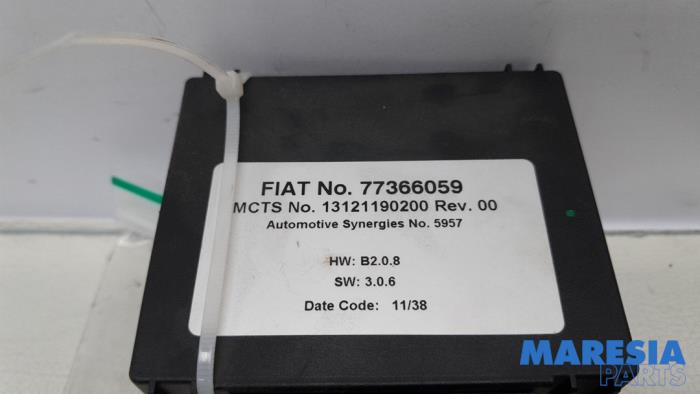 FIAT No. 77366059
MCTS No. 13121190200 Rev. 00
Automotive Synergies No. 5957
HW: B2.0.8
SW: 3.0.6
Date Code: 11/38
MARESIA
PARTS